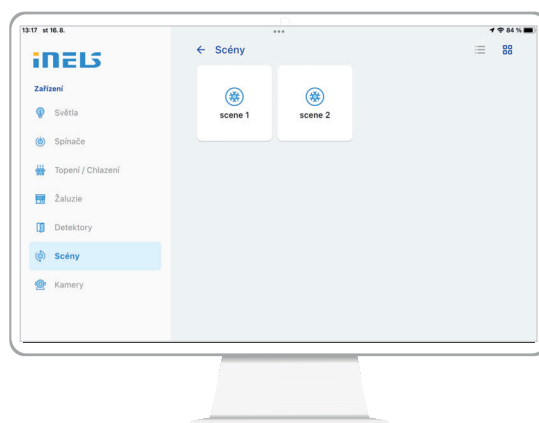 13:17 st 16. 8.
84 %
iNELS
Scény
Zařízení
Světla
Spínače
Topení / Chlazení
Žaluzie
Detektory
Scény
Kamery
scene 1
scene 2